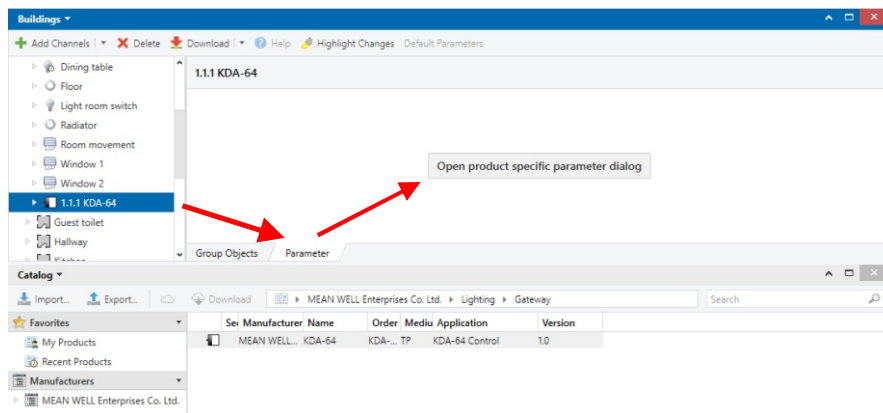 Buildings
Add Channels Delete Download Help Highlight Changes Default Parameters
Dining table
Floor
Light room switch
Radiator
Room movement
Window 1
Window 2
1.1.1 KDA-64
Guest toilet
Hallway
Kitchen
1.1.1 KDA-64
Open product specific parameter dialog
Group Objects Parameter
Catalog
Import... Export... Download MEAN WELL Enterprises Co. Ltd. Lighting Gateway Search
Favorites
My Products
Recent Products
Manufacturers
MEAN WELL Enterprises Co. Ltd.
Manufacturer Name Order Mediu Application Version
MEAN WELL... KDA-64 KDA-... TP KDA-64 Control 1.0